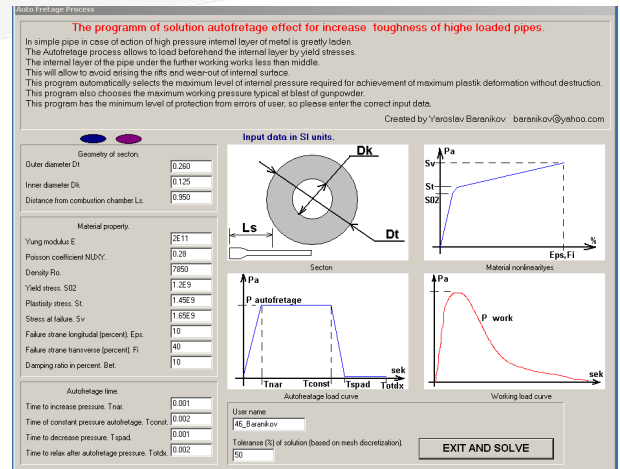 Auto Fretage Process
The programm of solution autofretage effect for increase toughness of highe loaded pipes.
In simple pipe in case of action of high pressure internal layer of metal is greatly laden.
The Autofretage process allows to load beforehand the internal layer by yield stresses.
The internal layer of the pipe under the further working works less than middle.
This will allow to avoid arising the rifts and wear-out of internal surface.
This program automatically selects the maximum level of internal pressure required for achievement of maximum plastik deformation without destruction.
This program also chooses the maximum working pressure typical at blast of gunpowder.
This program has the minimum level of protection from errors of user, so please enter the correct input data.
Created by Yaroslav Baranikov baranikov@yahoo.com
Input data in SI units.
Geometry of secton.
Outer diameter Dt 0.260
Inner diameter Dk 0.125
Distance from combustion chamber Ls. 0.950
Material property.
Yung modulus E 2E11
Poisson coefficient NUXY. 0.28
Density Ro. 7850
Yield stress. S02 1.2E9
Plastisity stress. St. 1.45E9
Stress at failure. Sv 1.65E9
Failure strane longitudal (percent). Eps. 10
Failure strane transverse (percent). Fi 40
Damping ratio in percent. Bet. 10
Autofretage time.
Time to increase pressure. Tnar. 0.001
Time of constant pressure autofretage. Tconst. 0.002
Time to decrease pressure. Tspad. 0.001
Time to relax after autofretage pressure. Totdx. 0.002
Dk
Ls
Dt
Secton
Pa
Sv
St
S02
%
Eps, Fi
Material nonlinearityes
Pa
P_autofretage
sek
Tnar Tconst Tspad Totdx
Autofreatage load curve
Pa
P work
sek
Working load curve
User name
46_Baranikov
Toleranse (%) of solution (based on mesh discretization).
50
EXIT AND SOLVE